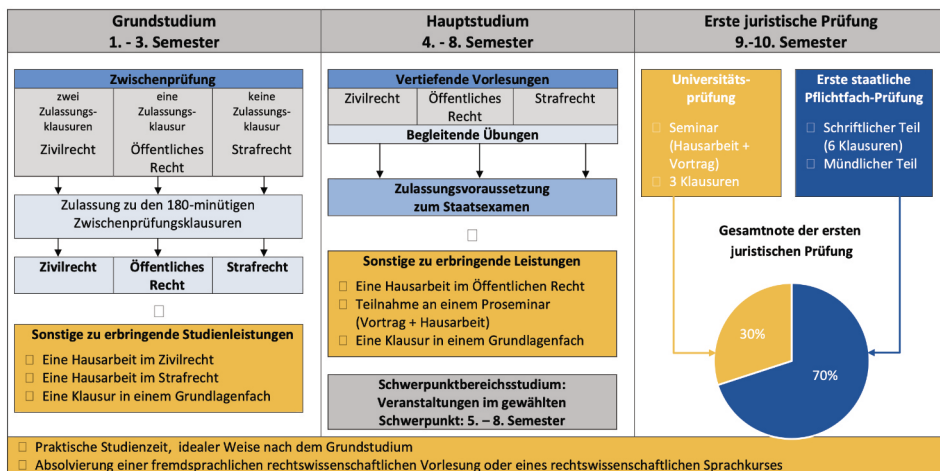 Grundstudium
1. - 3. Semester
Zwischenprüfung
zwei
Zulassungs-
klausuren
Zivilrecht
eine
Zulassungs-
klausur
Öffentliches
Recht
keine
Zulassungs-
klausur
Strafrecht
Zulassung zu den 180-minütigen
Zwischenprüfungsklausuren
Zivilrecht
Öffentliches
Recht
Strafrecht
Sonstige zu erbringende Studienleistungen
Eine Hausarbeit im Zivilrecht
Eine Hausarbeit im Strafrecht
Eine Klausur in einem Grundlagenfach
Hauptstudium
4. - 8. Semester
Vertiefende Vorlesungen
Zivilrecht
Öffentliches
Recht
Strafrecht
Begleitende Übungen
Zulassungsvoraussetzung
zum Staatsexamen
Sonstige zu erbringende Leistungen
Eine Hausarbeit im Öffentlichen Recht
Teilnahme an einem Proseminar
(Vortrag + Hausarbeit)
Eine Klausur in einem Grundlagenfach
Schwerpunktbereichsstudium:
Veranstaltungen im gewählten
Schwerpunkt: 5. – 8. Semester
Erste juristische Prüfung
9.-10. Semester
Universitäts-
prüfung
Seminar
(Hausarbeit +
Vortrag)
3 Klausuren
Erste staatliche
Pflichtfach-Prüfung
Schriftlicher Teil
(6 Klausuren)
Mündlicher Teil
Gesamtnote der ersten
juristischen Prüfung
30%
70%
Praktische Studienzeit, idealer Weise nach dem Grundstudium
Absolvierung einer fremdsprachlichen rechtswissenschaftlichen Vorlesung oder eines rechtswissenschaftlichen Sprachkurses